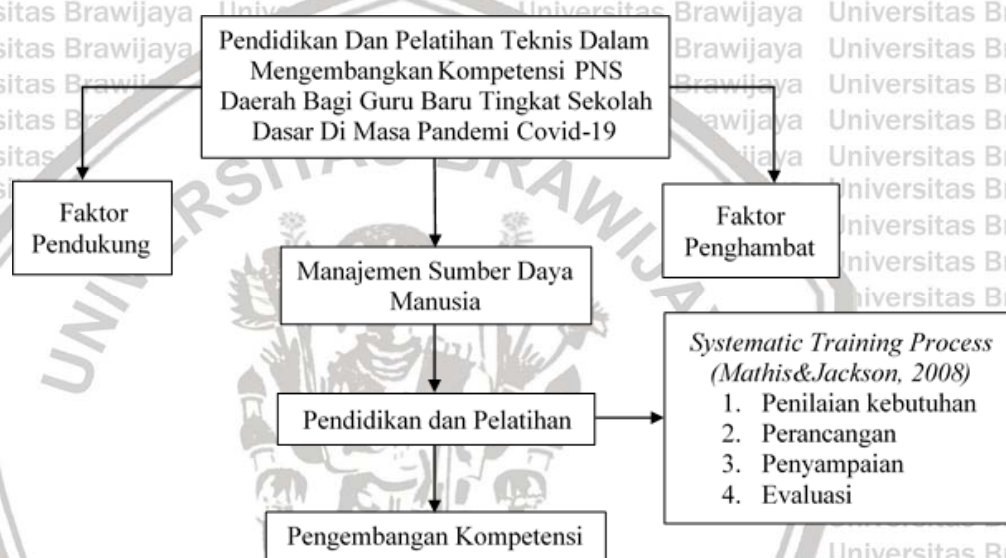 Pendidikan Dan Pelatihan Teknis Dalam
Mengembangkan Kompetensi PNS
Daerah Bagi Guru Baru Tingkat Sekolah
Dasar Di Masa Pandemi Covid-19
Faktor
Pendukung
Faktor
Penghambat
Manajemen Sumber Daya
Manusia
Systematic Training Process
(Mathis&Jackson, 2008)
1. Penilaian kebutuhan
2. Perancangan
3. Penyampaian
4. Evaluasi
Pendidikan dan Pelatihan
Pengembangan Kompetensi
UNIVERSITAS BRAWIJAYA